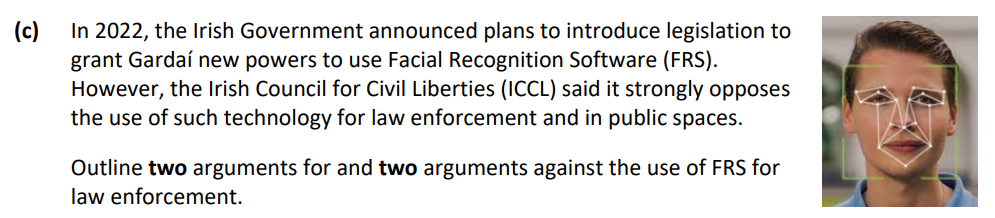 (c) In 2022, the Irish Government announced plans to introduce legislation to
grant Gardaí new powers to use Facial Recognition Software (FRS).
However, the Irish Council for Civil Liberties (ICCL) said it strongly opposes
the use of such technology for law enforcement and in public spaces.
Outline two arguments for and two arguments against the use of FRS for
law enforcement.